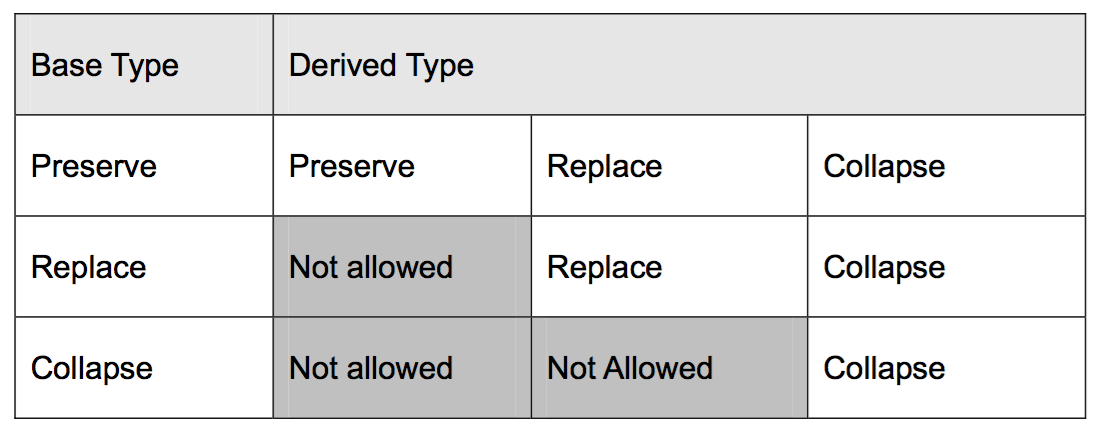 Base Type Derived Type
Preserve Preserve Replace Collapse
Replace Not allowed Replace Collapse
Collapse Not allowed Not Allowed Collapse